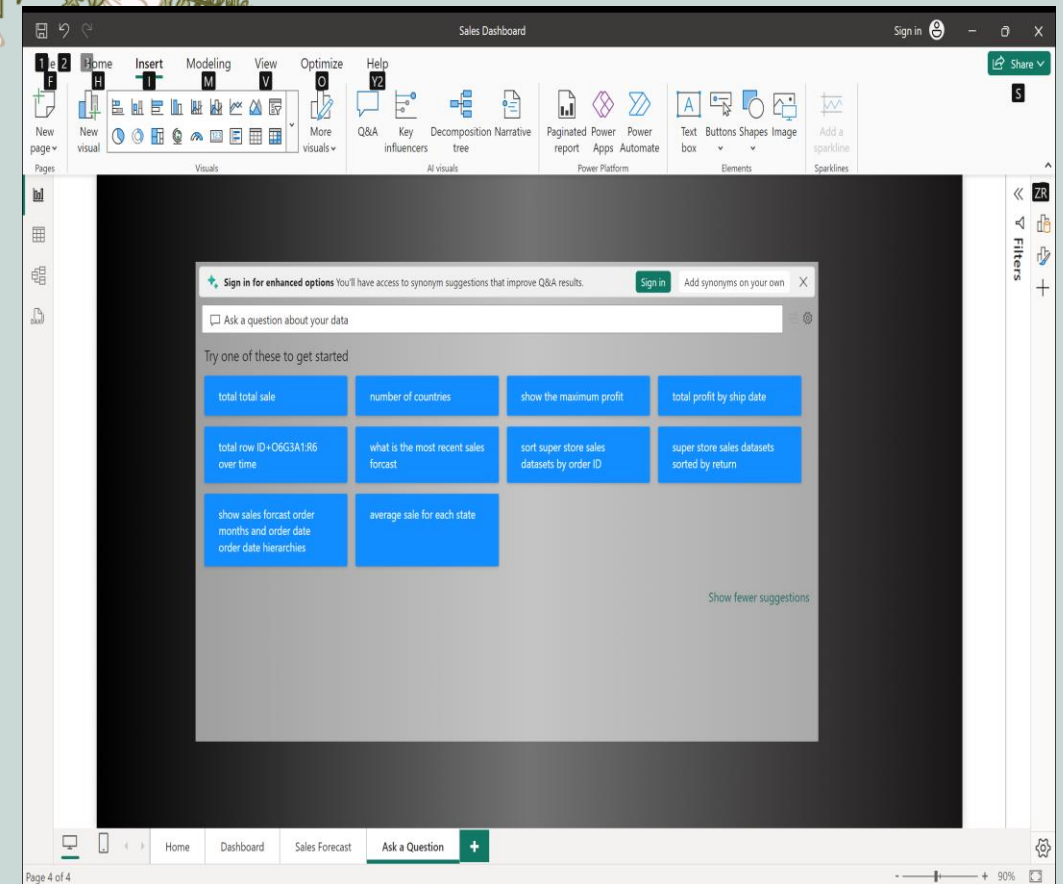 Sales Dashboard
Sign in
1 le 2 Home Insert Modeling View Optimize Help
Share
F H I M V O Y2
S
New page
New visual
More visuals
Q&A
Key influencers
Decomposition tree
Narrative
Paginated report
Power Apps
Power Automate
Text box
Buttons
Shapes
Image
Add a sparkline
Pages Visuals AI visuals Power Platform Elements Sparklines
ZR
Filters
Sign in for enhanced options You'll have access to synonym suggestions that improve Q&A results.
Sign in
Add synonyms on your own
Ask a question about your data
Try one of these to get started
total total sale
number of countries
show the maximum profit
total profit by ship date
total row ID+O6G3A1:R6
over time
what is the most recent sales
forcast
sort super store sales
datasets by order ID
super store sales datasets
sorted by return
show sales forcast order
months and order date
order date hierarchies
average sale for each state
Show fewer suggestions
Home Dashboard Sales Forecast Ask a Question +
Page 4 of 4
- + 90%